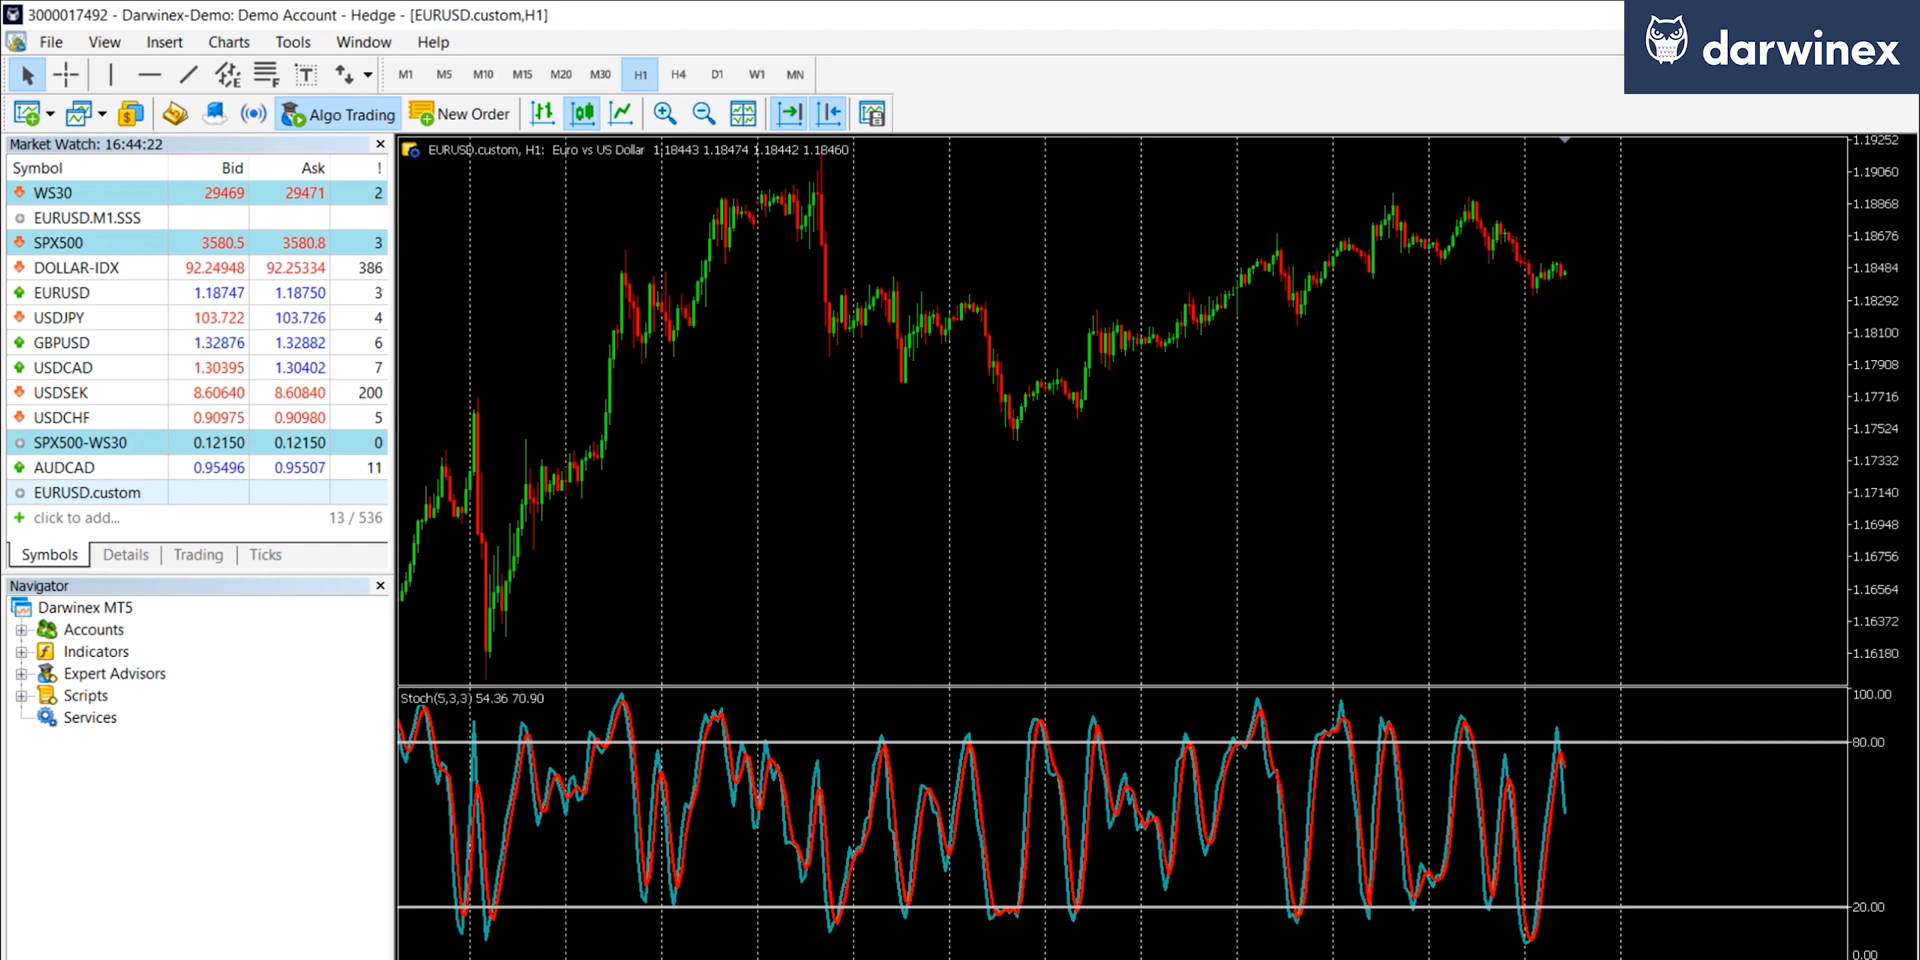 3000017492 - Darwinex-Demo: Demo Account - Hedge - [EURUSD.custom,H1]
darwinex
File View Insert Charts Tools Window Help
E F T M1 M5 M10 M15 M20 M30 H1 H4 D1 W1 MN
Algo Trading New Order
Market Watch: 16:44:22
Symbol Bid Ask !
WS30 29469 29471 2
EURUSD.M1.SSS
SPX500 3580.5 3580.8 3
DOLLAR-IDX 92.24948 92.25334 386
EURUSD 1.18747 1.18750 3
USDJPY 103.722 103.726 4
GBPUSD 1.32876 1.32882 6
USDCAD 1.30395 1.30402 7
USDSEK 8.60640 8.60840 200
USDCHF 0.90975 0.90980 5
SPX500-WS30 0.12150 0.12150 0
AUDCAD 0.95496 0.95507 11
EURUSD.custom
click to add... 13 / 536
Symbols Details Trading Ticks
Navigator
Darwinex MT5
Accounts
Indicators
Expert Advisors
Scripts
Services
EURUSD.custom, H1: Euro vs US Dollar 1.18443 1.18474 1.18442 1.18460
1.19252
1.19060
1.18868
1.18676
1.18484
1.18292
1.18100
1.17908
1.17716
1.17524
1.17332
1.17140
1.16948
1.16756
1.16564
1.16372
1.16180
Stoch(5,3,3) 54.36 70.90
100.00
80.00
20.00
0.00